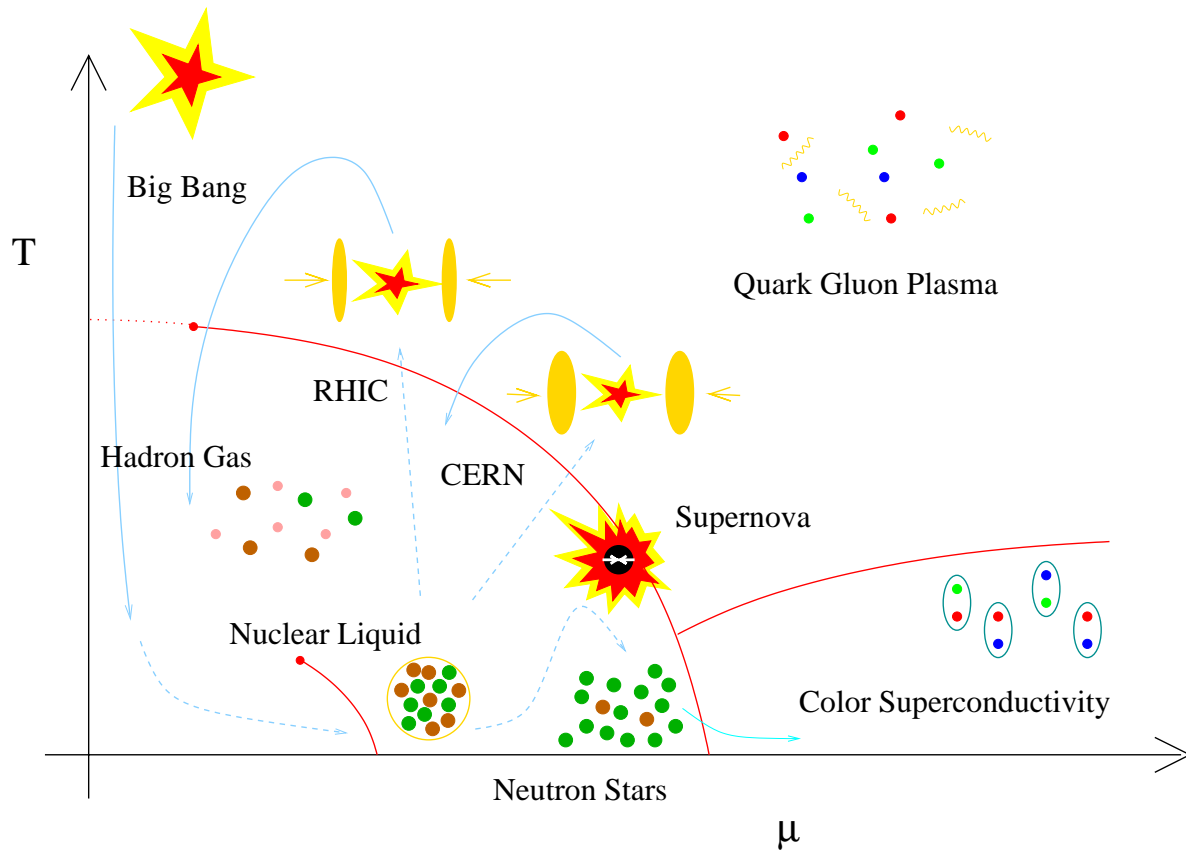 Big Bang
T
Quark Gluon Plasma
RHIC
Hadron Gas
CERN
Supernova
Nuclear Liquid
Color Superconductivity
Neutron Stars
μ